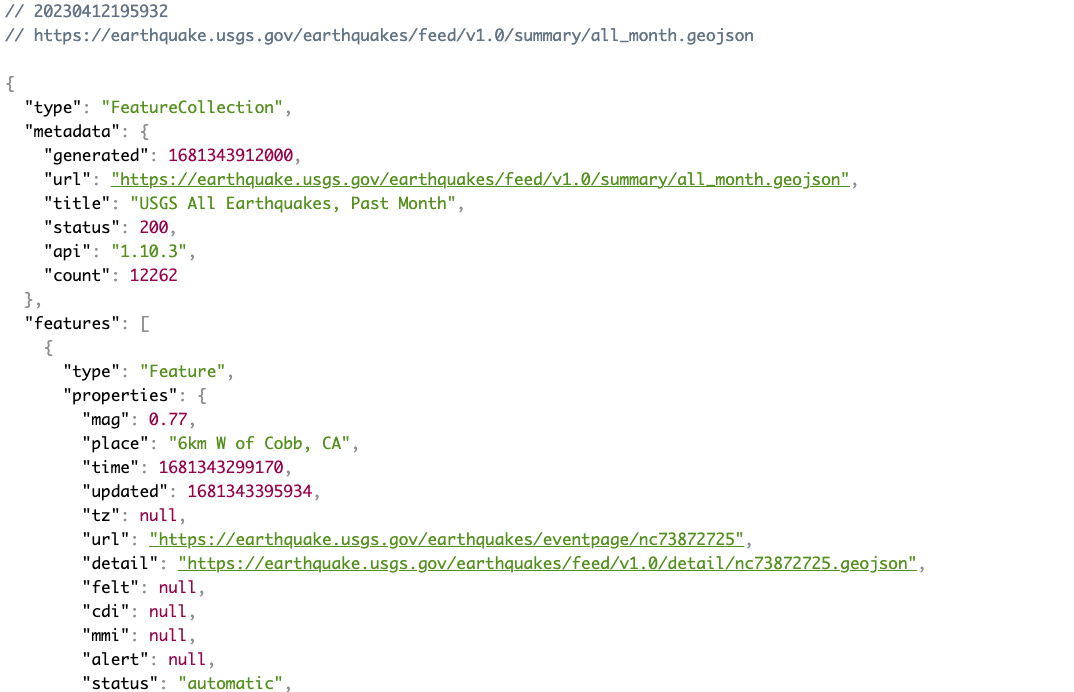 // 20230412195932
// https://earthquake.usgs.gov/earthquakes/feed/v1.0/summary/all_month.geojson

{
  "type": "FeatureCollection",
  "metadata": {
    "generated": 1681343912000,
    "url": "https://earthquake.usgs.gov/earthquakes/feed/v1.0/summary/all_month.geojson",
    "title": "USGS All Earthquakes, Past Month",
    "status": 200,
    "api": "1.10.3",
    "count": 12262
  },
  "features": [
    {
      "type": "Feature",
      "properties": {
        "mag": 0.77,
        "place": "6km W of Cobb, CA",
        "time": 1681343299170,
        "updated": 1681343395934,
        "tz": null,
        "url": "https://earthquake.usgs.gov/earthquakes/eventpage/nc73872725",
        "detail": "https://earthquake.usgs.gov/earthquakes/feed/v1.0/detail/nc73872725.geojson",
        "felt": null,
        "cdi": null,
        "mmi": null,
        "alert": null,
        "status": "automatic",